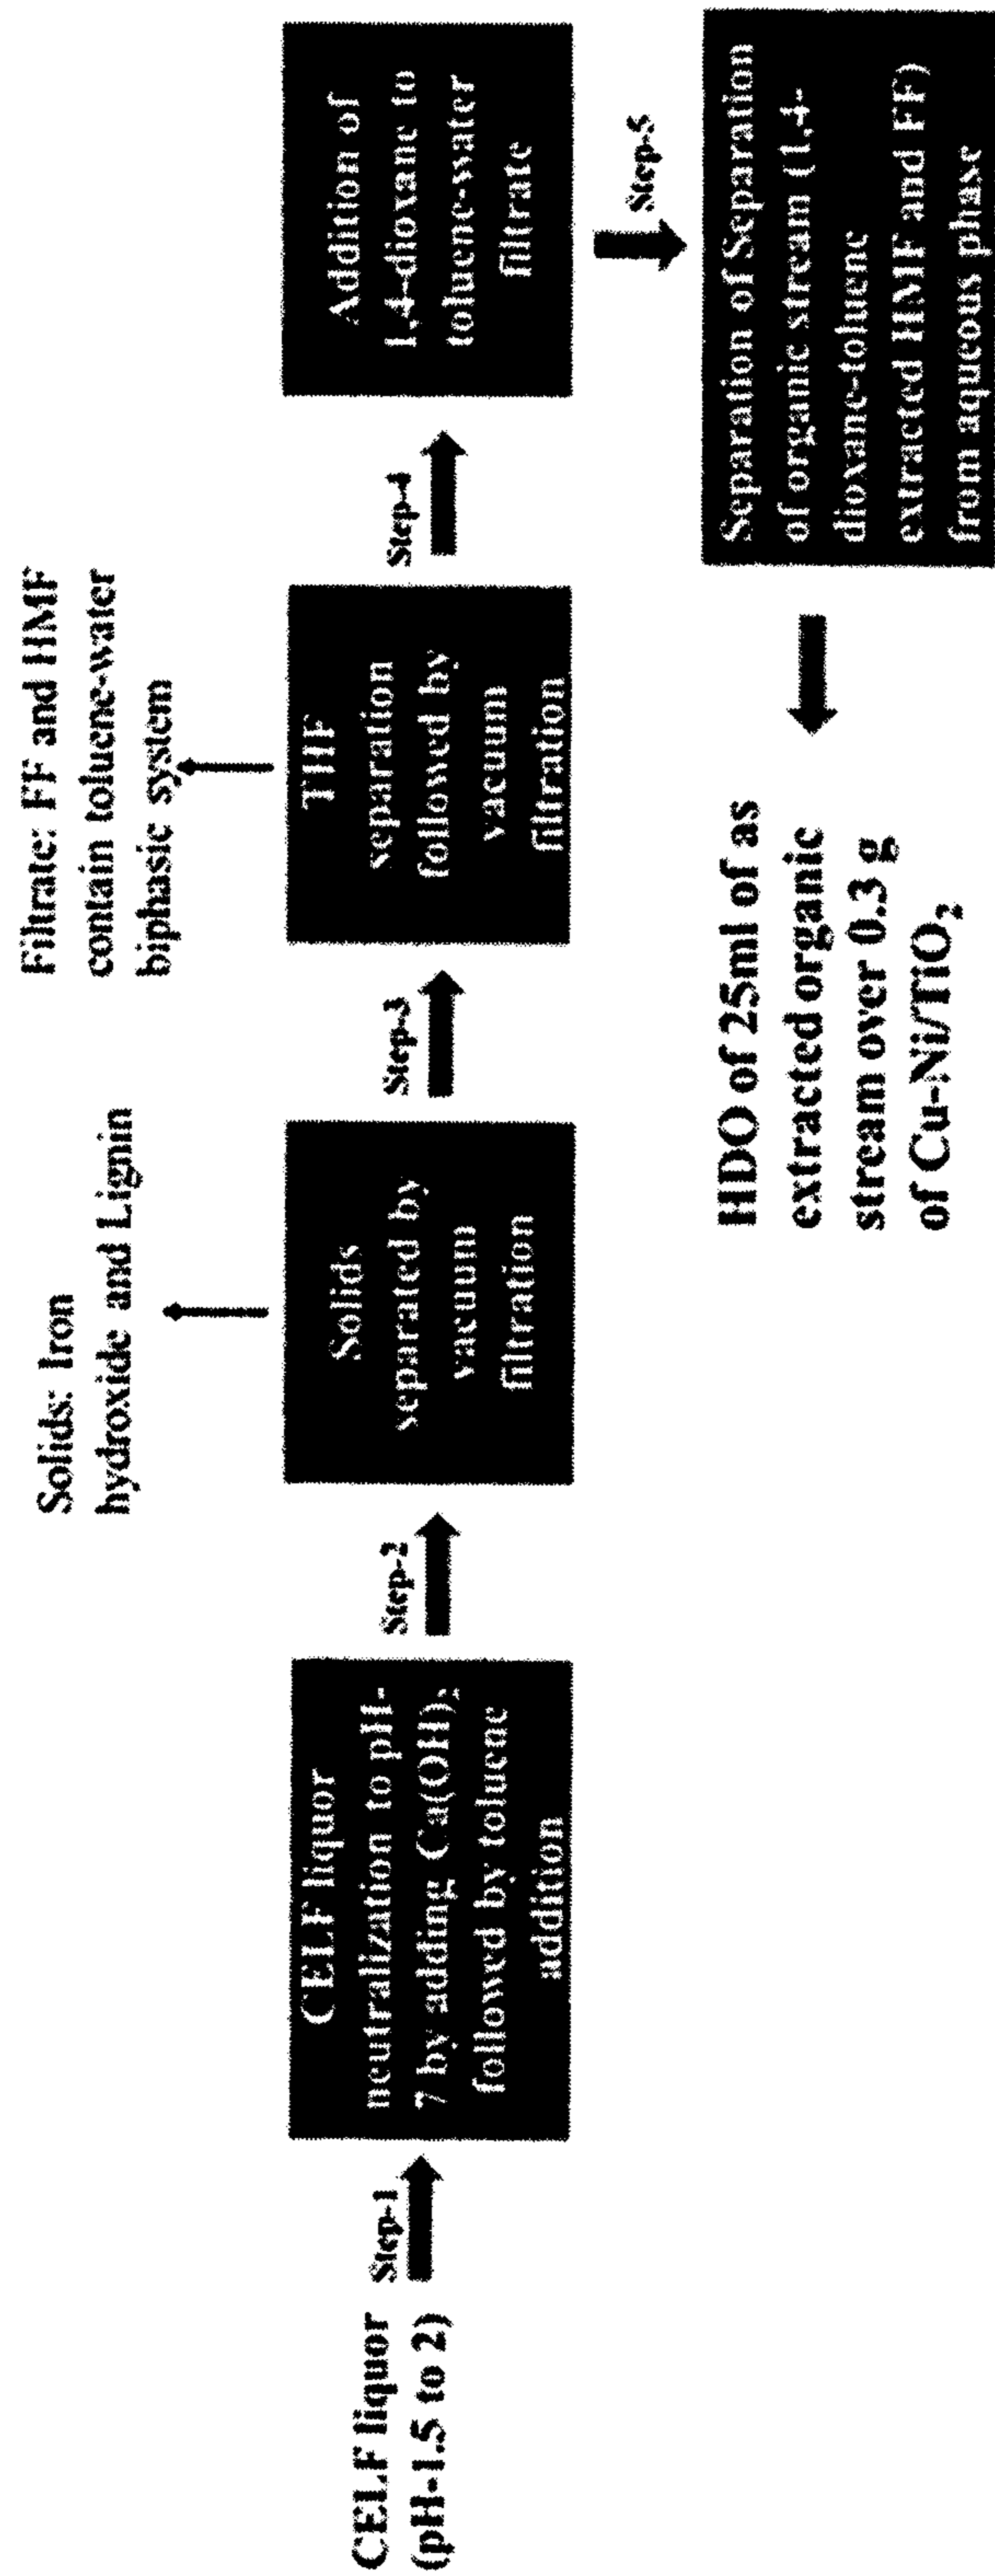 CELF liquor
(pH-1.5 to 2)
Step-1
CELF liquor
neutralization to pH-
7 by adding Ca(OH)₂
followed by toluene
addition
Step-2
Solids: Iron
hydroxide and Lignin
Solids
separated by
vacuum
filtration
Step-3
Filtrate: FF and HMF
contain toluene-water
biphasic system
THF
separation
followed by
vacuum
filtration
Step-4
Addition of
1,4-dioxane to
toluene-water
filtrate
Step-5
Separation of Separation
of organic stream (1,4-
dioxane-toluene
extracted HMF and FF)
from aqueous phase
HDO of 25ml of as
extracted organic
stream over 0.3 g
of Cu-Ni/TiO₂